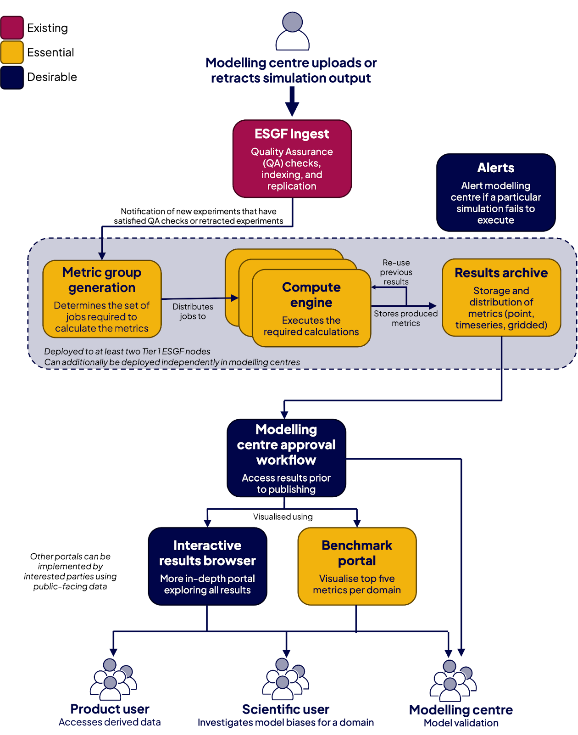 Existing
Essential
Desirable
Modelling centre uploads or
retracts simulation output
ESGF Ingest
Quality Assurance
(QA) checks,
indexing, and
replication
Alerts
Alert modelling
centre if a particular
simulation fails to
execute
Notification of new experiments that have
satisfied QA checks or retracted experiments
Metric group
generation
Determines the set of
jobs required to
calculate the metrics
Distributes
jobs to
Compute
engine
Executes the
required calculations
Re-use
previous
results
Stores produced
metrics
Results archive
Storage and
distribution of
metrics (point,
timeseries, gridded)
Deployed to at least two Tier 1 ESGF nodes
Can additionally be deployed independently in modelling centres
Modelling
centre approval
workflow
Access results prior
to publishing
Visualised using
Other portals can be
implemented by
interested parties using
public-facing data
Interactive
results browser
More in-depth portal
exploring all results
Benchmark
portal
Visualise top five
metrics per domain
Product user
Accesses derived data
Scientific user
Investigates model biases for a domain
Modelling centre
Model validation